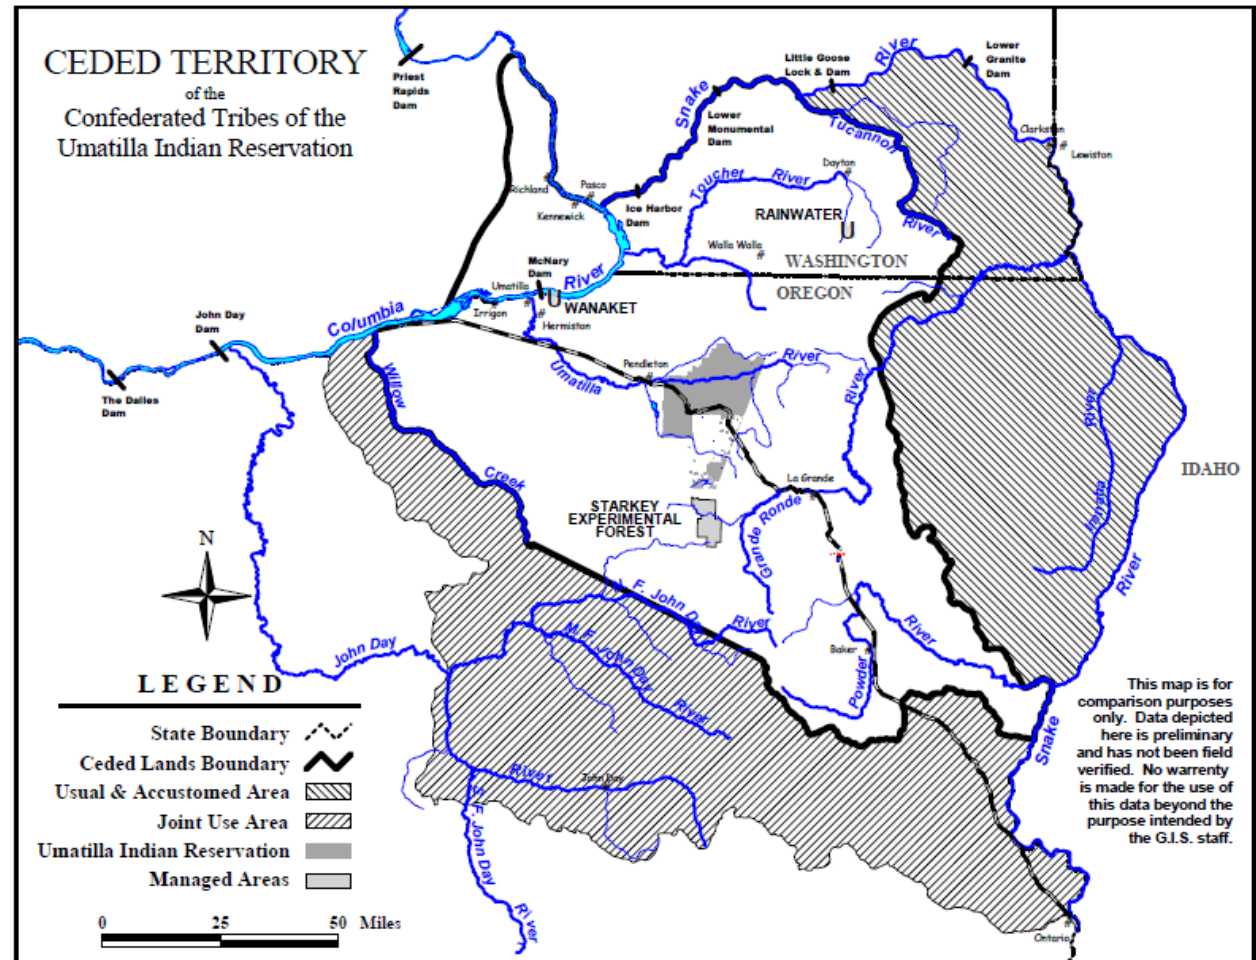 CEDED TERRITORY
of the
Confederated Tribes of the
Umatilla Indian Reservation
Priest
Rapids
Dam
Little Goose
Lock & Dam
River
Lower
Granite
Dam
Snake
Lower
Monumental
Dam
Tucannon
Clarkston
Lewiston
Richland
Pasco
Kennewick
Ice Harbor
Dam
Touchet
River
Dayton
RAINWATER
River
Walla Walla
WASHINGTON
OREGON
McNary
Dam
River
Umatilla
WANAKET
Irrigon
Hermiston
Columbia
John Day
Dam
The Dalles
Dam
Willow
Creek
Umatilla
Pendleton
River
River
River
Imnaha
IDAHO
La Grande
Grande Ronde
STARKEY
EXPERIMENTAL
FOREST
N
F. John Day
River
M. F. John Day
River
River
River
Baker
Powder
John Day
River
John Day
S. F. John Day
River
Snake
Ontario
LEGEND
State Boundary
Ceded Lands Boundary
Usual & Accustomed Area
Joint Use Area
Umatilla Indian Reservation
Managed Areas
0 25 50 Miles
This map is for
comparison purposes
only. Data depicted
here is preliminary
and has not been field
verified. No warrenty
is made for the use of
this data beyond the
purpose intended by
the G.I.S. staff.